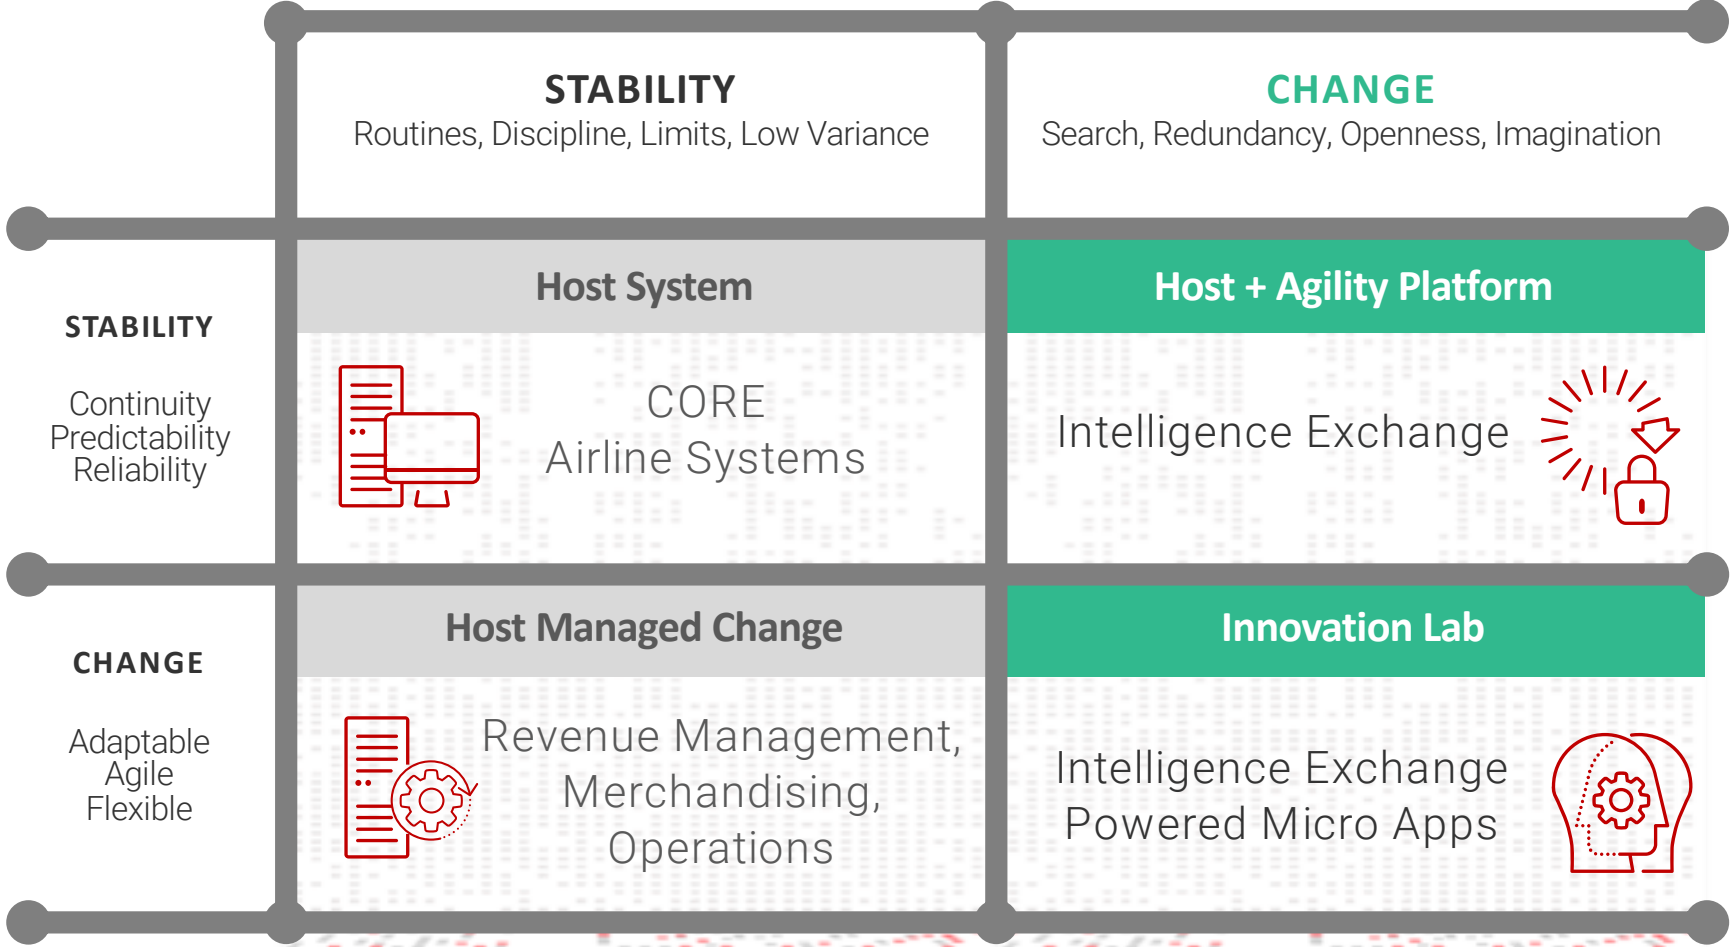 STABILITY
Routines, Discipline, Limits, Low Variance
CHANGE
Search, Redundancy, Openness, Imagination
STABILITY
Continuity
Predictability
Reliability
Host System
CORE
Airline Systems
Host + Agility Platform
Intelligence Exchange
CHANGE
Adaptable
Agile
Flexible
Host Managed Change
Revenue Management,
Merchandising,
Operations
Innovation Lab
Intelligence Exchange
Powered Micro Apps